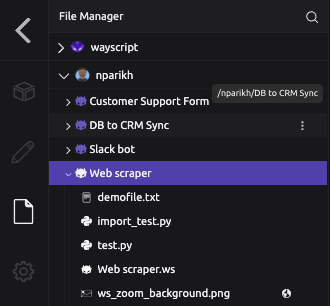 File Manager
wayscript
nparikh
/nparikh/DB to CRM Sync
Customer Support Form
DB to CRM Sync
Slack bot
Web scraper
demofile.txt
import_test.py
test.py
Web scraper.ws
ws_zoom_background.png